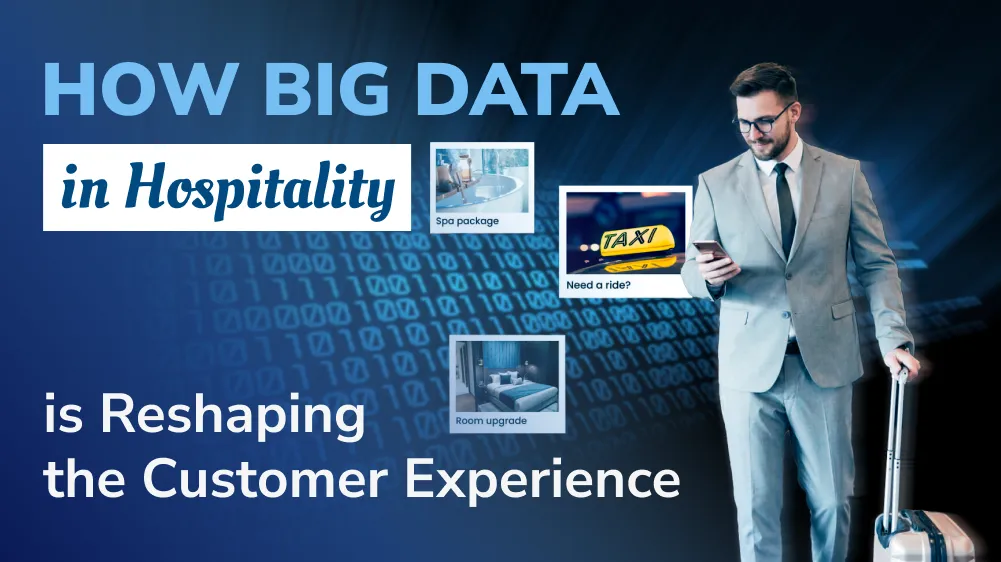 HOW BIG DATA
in Hospitality
Spa package
TAXI
Need a ride?
Room upgrade
is Reshaping
the Customer Experience